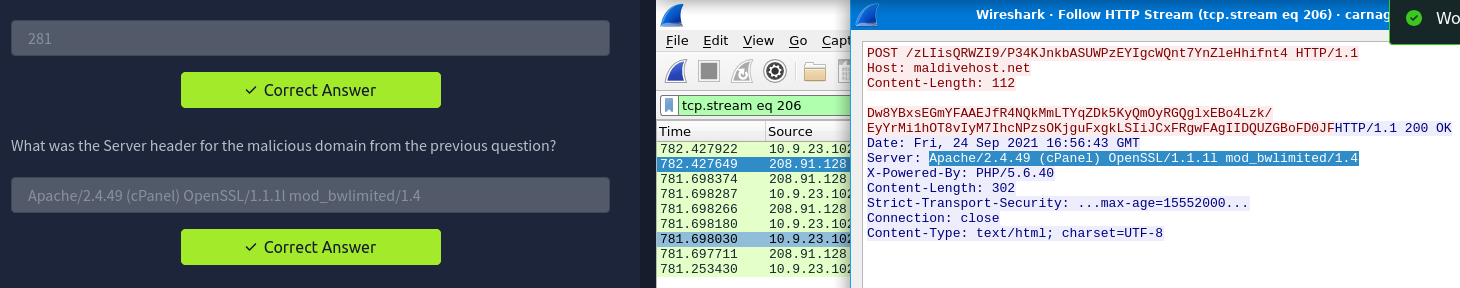 281
✓ Correct Answer
What was the Server header for the malicious domain from the previous question?
Apache/2.4.49 (cPanel) OpenSSL/1.1.1l mod_bwlimited/1.4
✓ Correct Answer
File Edit View Go Capt
tcp.stream eq 206
Time Source
782.427922 10.9.23.102
782.427649 208.91.128
781.698374 208.91.128
781.698287 10.9.23.102
781.698266 208.91.128
781.698180 10.9.23.102
781.698030 10.9.23.102
781.697711 208.91.128
781.253430 10.9.23.102
Wireshark · Follow HTTP Stream (tcp.stream eq 206) · carnag
Wo
POST /zLIisQRWZI9/P34KJnkbASUWPzEYIgcWQnt7YnZleHhifnt4 HTTP/1.1
Host: maldivehost.net
Content-Length: 112
Dw8YBxsEGmYFAAEJfR4NQkMmLTYqZDk5KyQmOyRGQglxEBo4Lzk/
EyYrMi1hOT8vIyM7IhcNPzsOKjguFxgkLSIiJCxFRgwFAgIIDQUZGBoFD0JFHTTP/1.1 200 OK
Date: Fri, 24 Sep 2021 16:56:43 GMT
Server: Apache/2.4.49 (cPanel) OpenSSL/1.1.1l mod_bwlimited/1.4
X-Powered-By: PHP/5.6.40
Content-Length: 302
Strict-Transport-Security: ...max-age=15552000...
Connection: close
Content-Type: text/html; charset=UTF-8